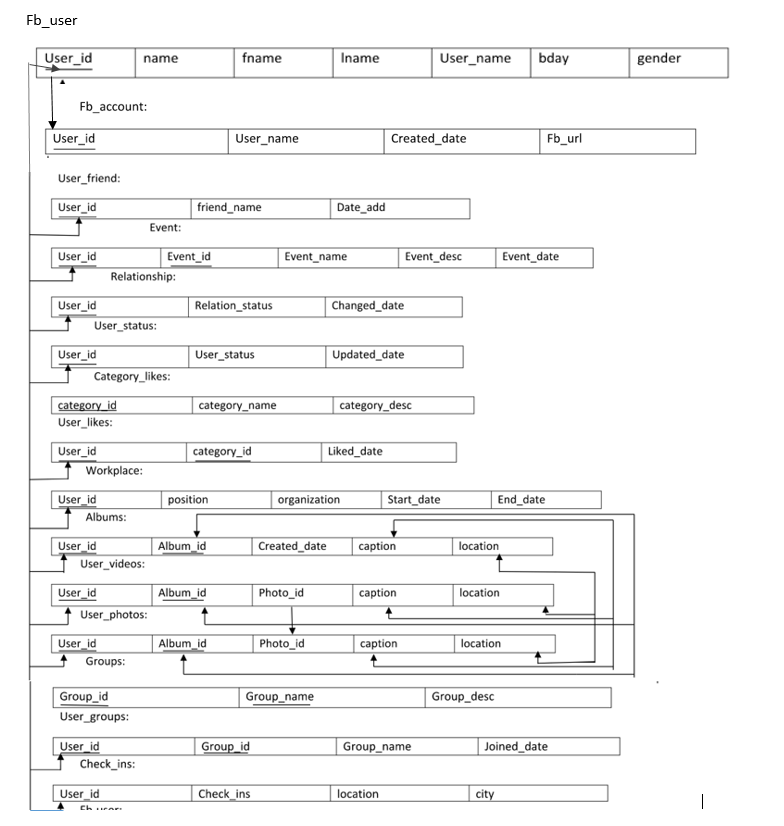 Fb_user
User_id name fname lname User_name bday gender
Fb_account:
User_id User_name Created_date Fb_url
User_friend:
User_id friend_name Date_add
Event:
User_id Event_id Event_name Event_desc Event_date
Relationship:
User_id Relation_status Changed_date
User_status:
User_id User_status Updated_date
Category_likes:
category_id category_name category_desc
User_likes:
User_id category_id Liked_date
Workplace:
User_id position organization Start_date End_date
Albums:
User_id Album_id Created_date caption location
User_videos:
User_id Album_id Photo_id caption location
User_photos:
User_id Album_id Photo_id caption location
Groups:
Group_id Group_name Group_desc
User_groups:
User_id Group_id Group_name Joined_date
Check_ins:
User_id Check_ins location city